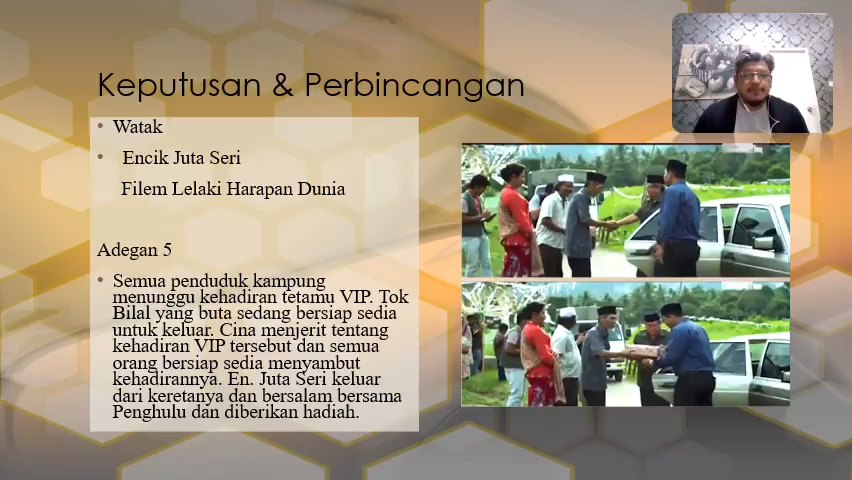 Keputusan & Perbincangan
• Watak
• Encik Juta Seri
Filem Lelaki Harapan Dunia
Adegan 5
• Semua penduduk kampung
menunggu kehadiran tetamu VIP. Tok
Bilal yang buta sedang bersiap sedia
untuk keluar. Cina menjerit tentang
kehadiran VIP tersebut dan semua
orang bersiap sedia menyambut
kehadirannya. En. Juta Seri keluar
dari keretanya dan bersalam bersama
Penghulu dan diberikan hadiah.